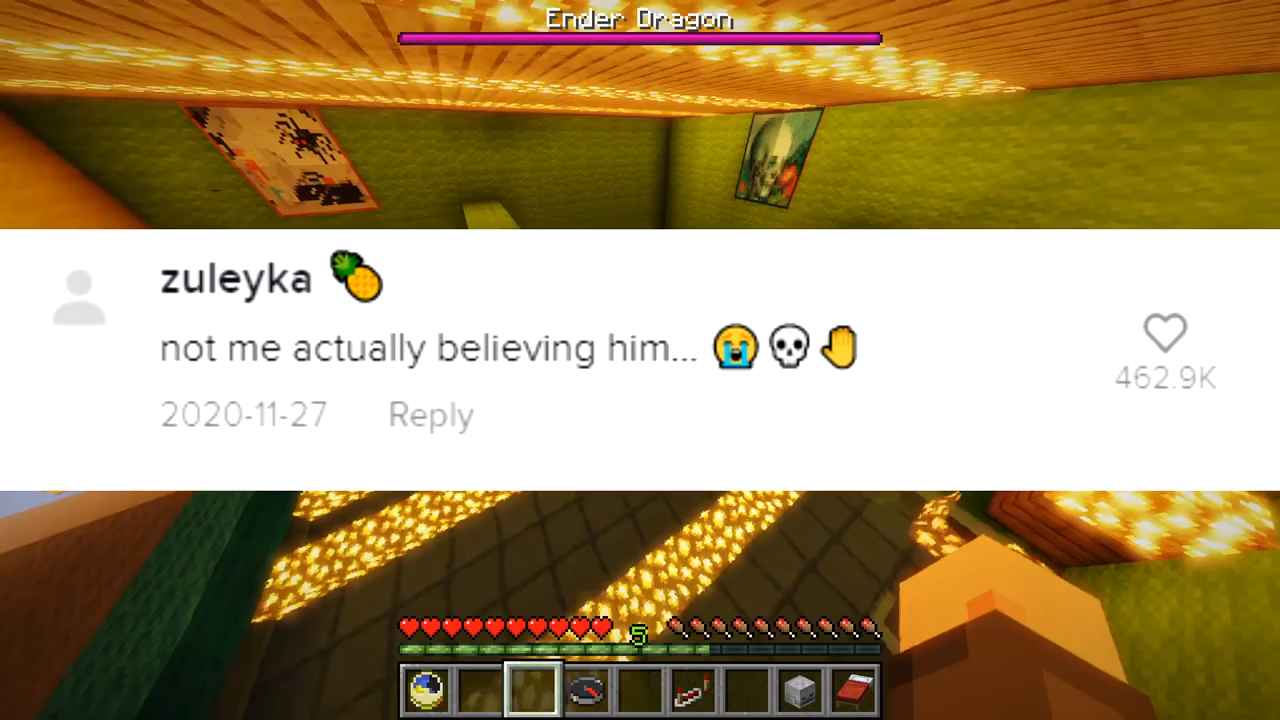 Ender Dragon
zuleyka 🍍
not me actually believing him... 😭💀🤚
462.9K
2020-11-27 Reply
5